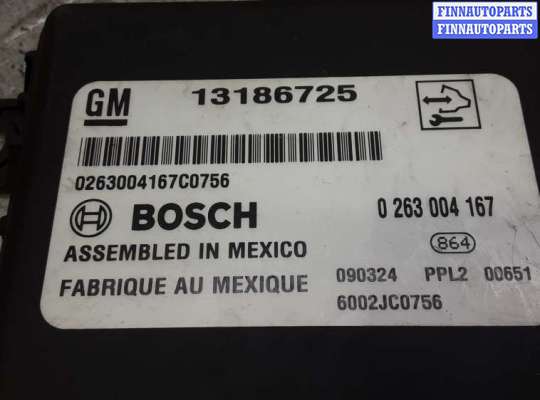 FINNAUTOPARTS
FINNAUTOPARTS
GM 13186725
0263004167C0756
BOSCH 0 263 004 167
ASSEMBLED IN MEXICO 864
FABRIQUE AU MEXIQUE 090324 PPL2 00651
6002JC0756